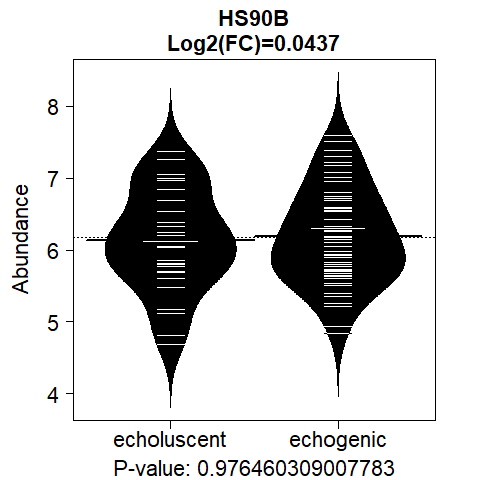 HS90B
Log2(FC)=0.0437
Abundance
8
7
6
5
4
echoluscent echogenic
P-value: 0.976460309007783